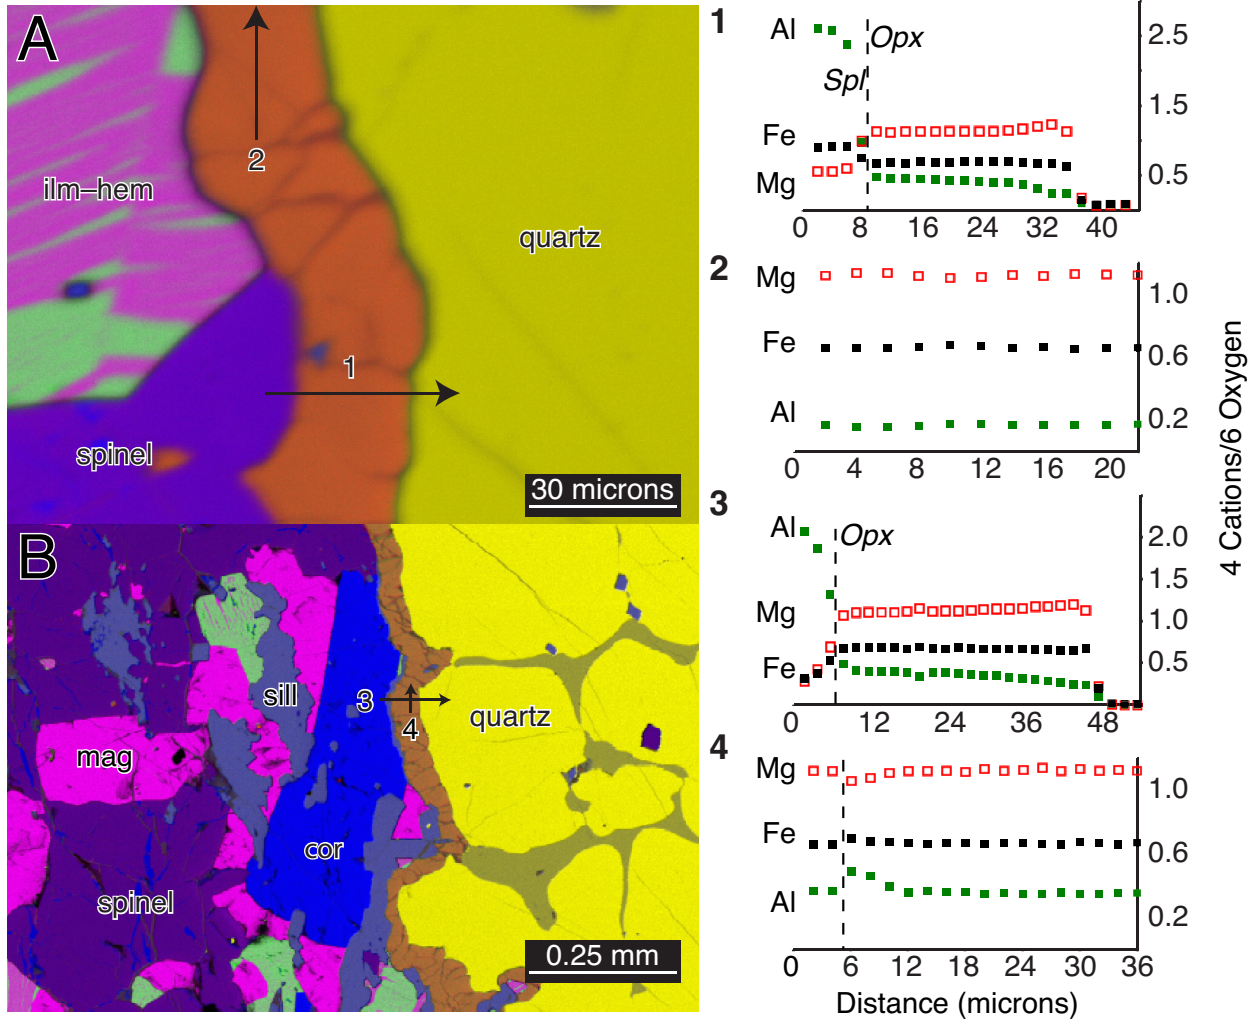 A
ilm–hem
2
quartz
1
spinel
30 microns
B
sill
3
quartz
4
mag
cor
spinel
0.25 mm
1
Al
Opx
Spl
Fe
Mg
2.5
1.5
1.0
0.5
0 8 16 24 32 40
2
Mg
Fe
Al
1.0
0.6
0.2
0 4 8 12 16 20
3
Al
Opx
Mg
Fe
2.0
1.5
1.0
0.5
0 12 24 36 48
4
Mg
Fe
Al
1.0
0.6
0.2
0 6 12 18 24 30 36
Distance (microns)
4 Cations/6 Oxygen